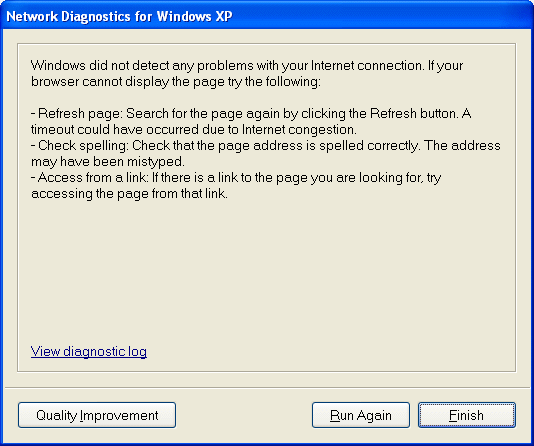 Network Diagnostics for Windows XP
Windows did not detect any problems with your Internet connection. If your
browser cannot display the page try the following:
- Refresh page: Search for the page again by clicking the Refresh button. A
timeout could have occurred due to Internet congestion.
- Check spelling: Check that the page address is spelled correctly. The address
may have been mistyped.
- Access from a link: If there is a link to the page you are looking for, try
accessing the page from that link.
View diagnostic log
Quality Improvement
Run Again
Finish